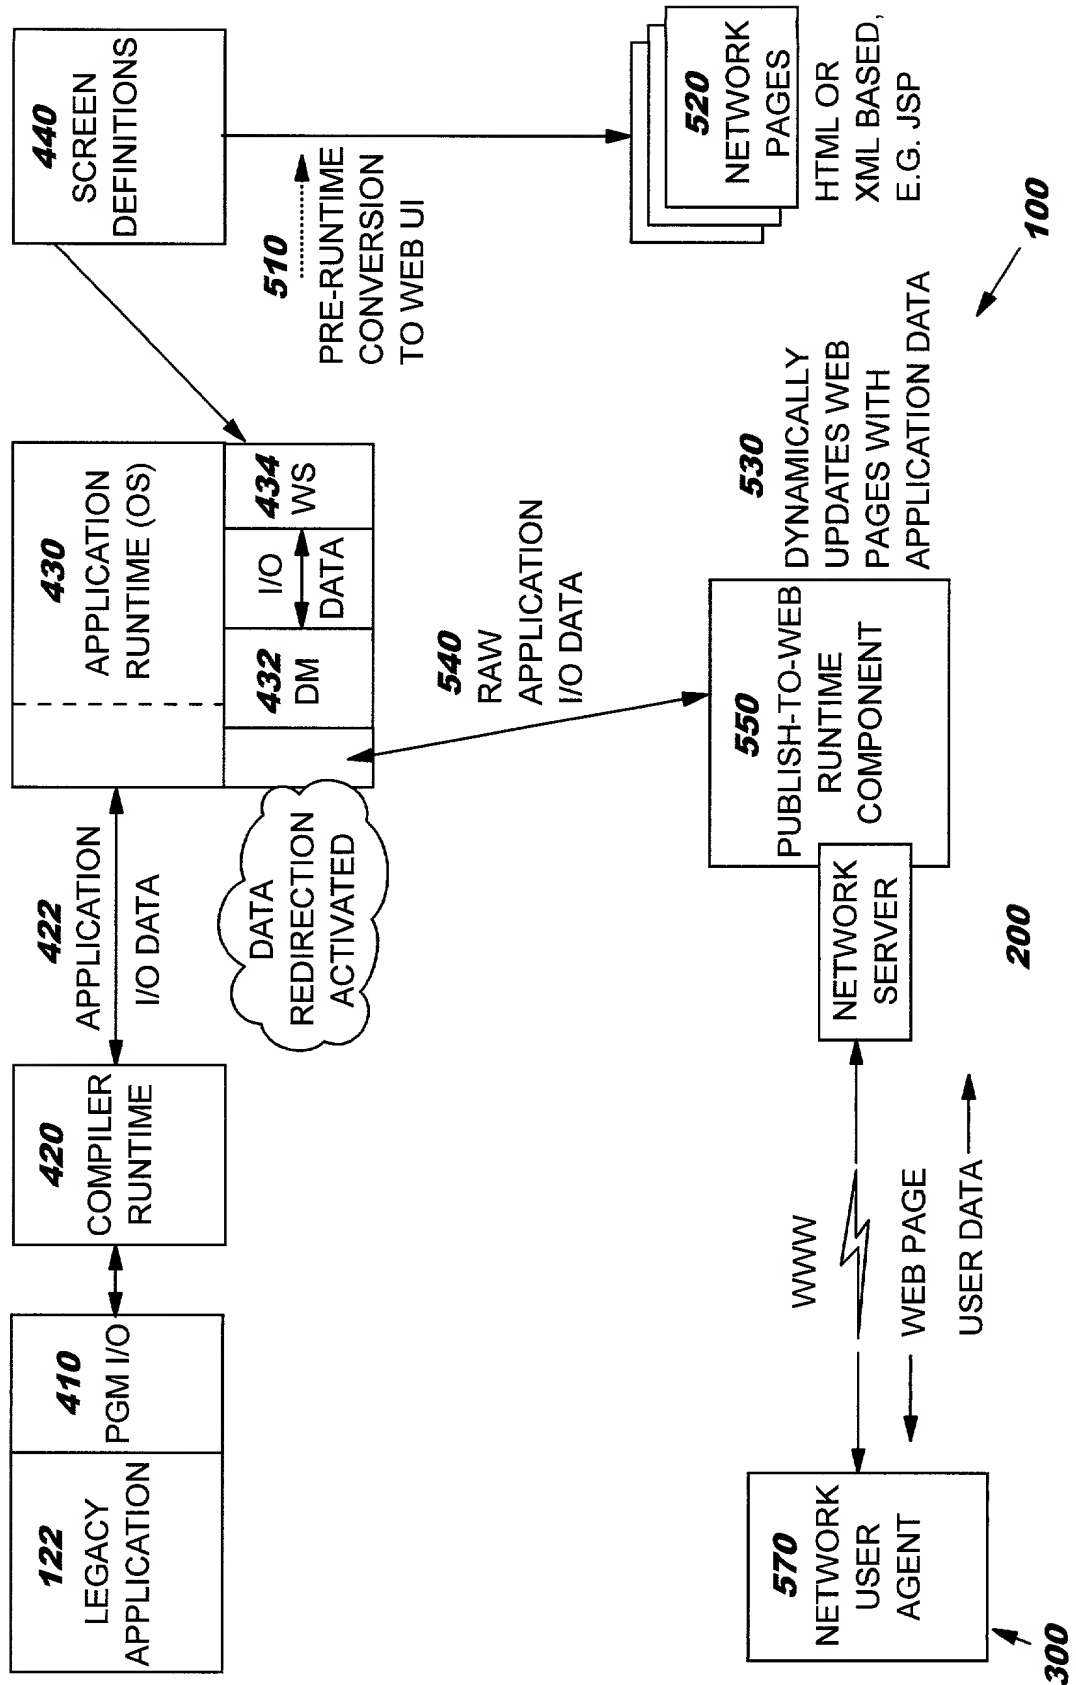 122
LEGACY
APPLICATION
410
PGM I/O
420
COMPILER
RUNTIME
422
APPLICATION
I/O DATA
430
APPLICATION
RUNTIME (OS)
432
DM
I/O
DATA
434
WS
440
SCREEN
DEFINITIONS
DATA
REDIRECTION
ACTIVATED
540
RAW
APPLICATION
I/O DATA
510
PRE-RUNTIME
CONVERSION
TO WEB UI
520
NETWORK
PAGES
HTML OR
XML BASED,
E.G. JSP
570
NETWORK
USER
AGENT
300
WWW
WEB PAGE
USER DATA
NETWORK
SERVER
200
550
PUBLISH-TO-WEB
RUNTIME
COMPONENT
530
DYNAMICALLY
UPDATES WEB
PAGES WITH
APPLICATION DATA
100